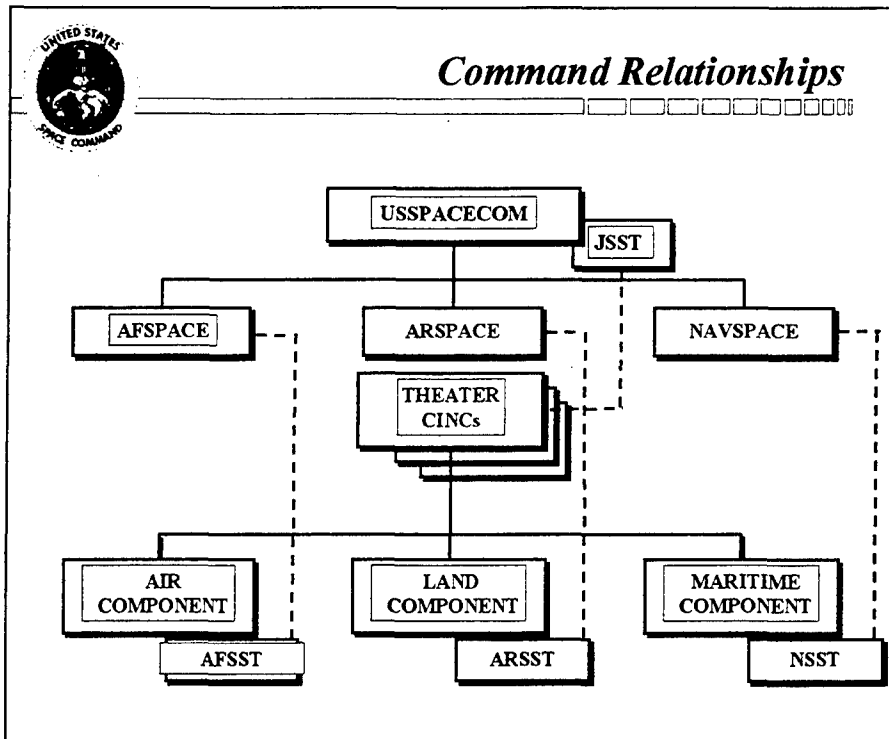 UNITED STATES
SPACE COMMAND
Command Relationships
USSPACECOM
JSST
AFSPACE
ARSPACE
NAVSPACE
THEATER
CINCs
AIR
COMPONENT
LAND
COMPONENT
MARITIME
COMPONENT
AFSST
ARSST
NSST